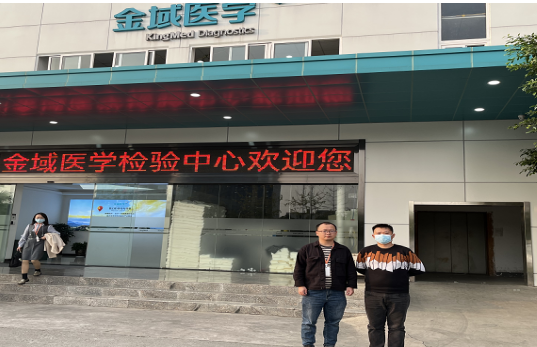 金域医学
KingMed Diagnostics
金域医学检验中心欢迎您